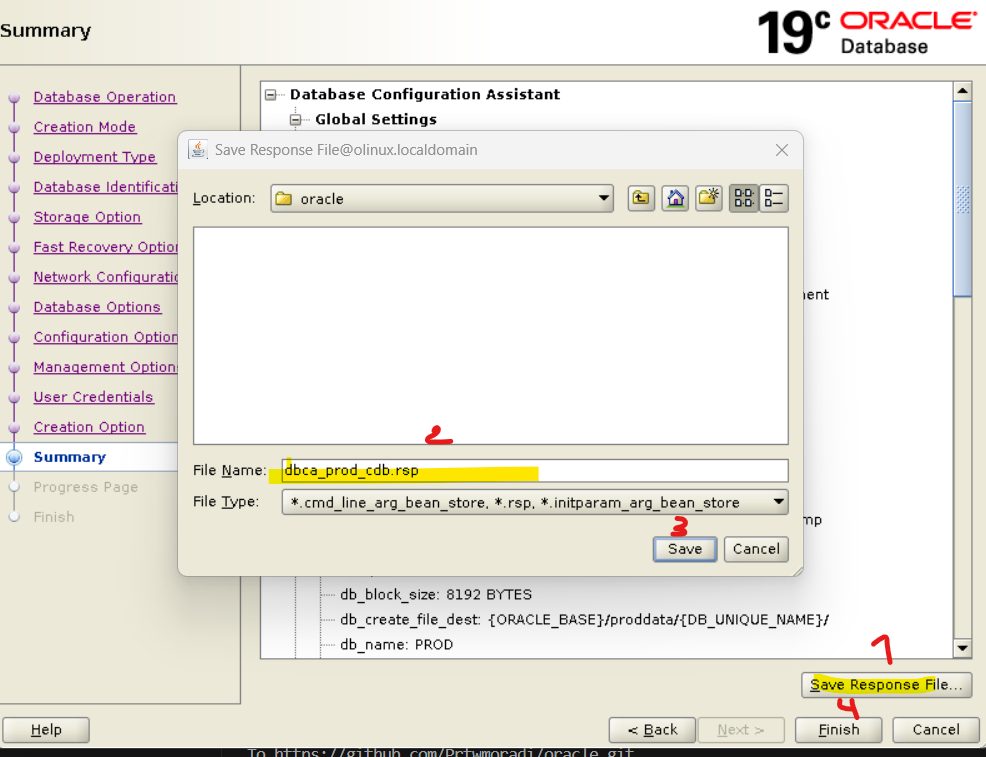 Summary
19c ORACLE
Database
Database Operation
Creation Mode
Deployment Type
Database Identificati
Storage Option
Fast Recovery Option
Network Configuratio
Database Options
Configuration Option
Management Option
User Credentials
Creation Option
Summary
Progress Page
Finish
Database Configuration Assistant
Global Settings
Save Response File@olinux.localdomain
Location: oracle
2
File Name: dbca_prod_cdb.rsp
File Type: *.cmd_line_arg_bean_store, *.rsp, *.initparam_arg_bean_store
3
Save Cancel
ment
mp
db_block_size: 8192 BYTES
db_create_file_dest: {ORACLE_BASE}/proddata/{DB_UNIQUE_NAME}/
db_name: PROD
1
Save Response File...
4
Help < Back Next > Finish Cancel
To https://github.com/Prtwmoradi/oracle.git